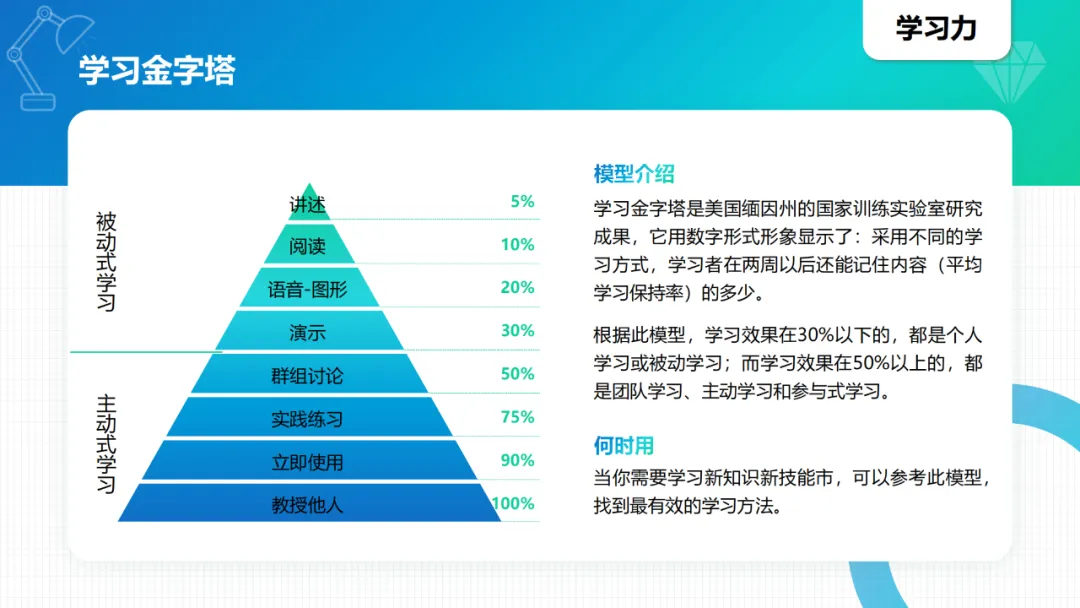 学习力
学习金字塔
被动式学习
主动式学习
讲述 5%
阅读 10%
语音-图形 20%
演示 30%
群组讨论 50%
实践练习 75%
立即使用 90%
教授他人 100%
模型介绍
学习金字塔是美国缅因州的国家训练实验室研究
成果，它用数字形式形象显示了：采用不同的学
习方式，学习者在两周以后还能记住内容（平均
学习保持率）的多少。
根据此模型，学习效果在30%以下的，都是个人
学习或被动学习；而学习效果在50%以上的，都
是团队学习、主动学习和参与式学习。
何时用
当你需要学习新知识新技能市，可以参考此模型，
找到最有效的学习方法。